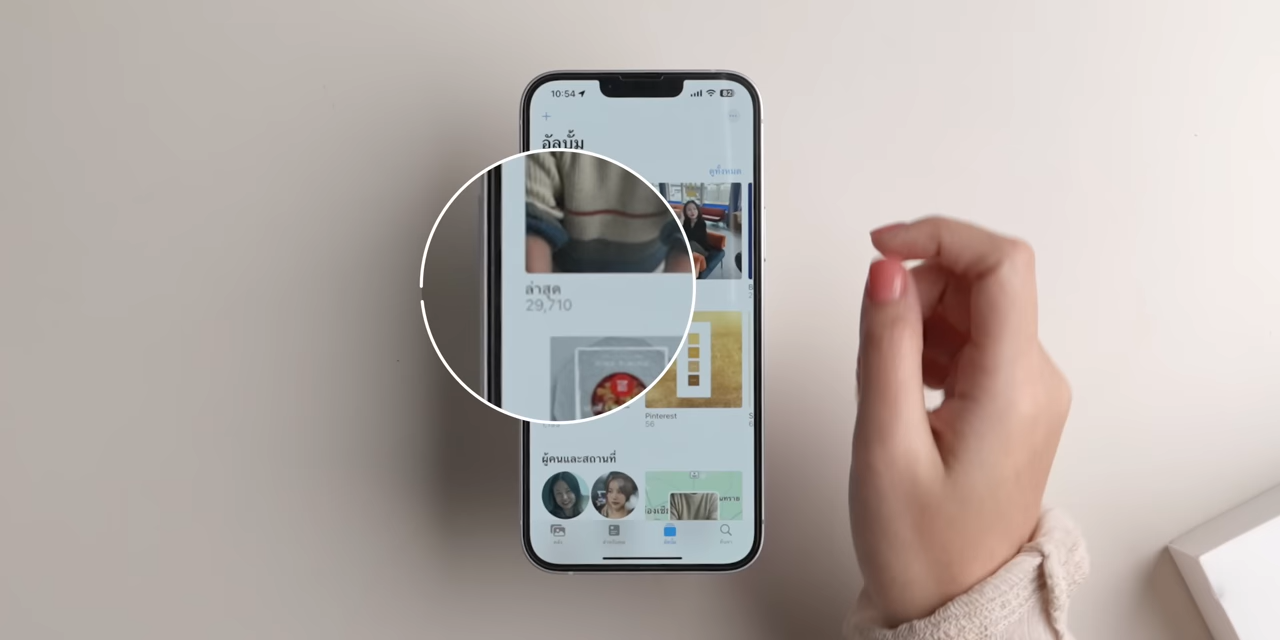 10:54
82
อัลบั้ม
ดูทั้งหมด
ล่าสุด
29,710
Pinterest
56
ผู้คนและสถานที่